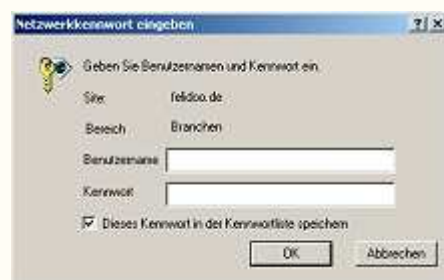 Netzwerkkennwort eingeben
Geben Sie Benutzernamen und Kennwort ein.
Site: felidoo.de
Bereich Branchen
Benutzername
Kennwort
Dieses Kennwort in der Kennwortliste speichern
OK Abbrechen